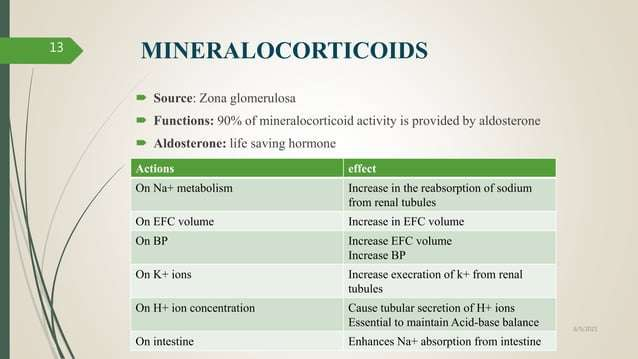 13
MINERALOCORTICOIDS
Source: Zona glomerulosa
Functions: 90% of mineralocorticoid activity is provided by aldosterone
Aldosterone: life saving hormone
Actions effect
On Na+ metabolism Increase in the reabsorption of sodium
from renal tubules
On EFC volume Increase in EFC volume
On BP Increase EFC volume
Increase BP
On K+ ions Increase execration of k+ from renal
tubules
On H+ ion concentration Cause tubular secretion of H+ ions
Essential to maintain Acid-base balance
On intestine Enhances Na+ absorption from intestine